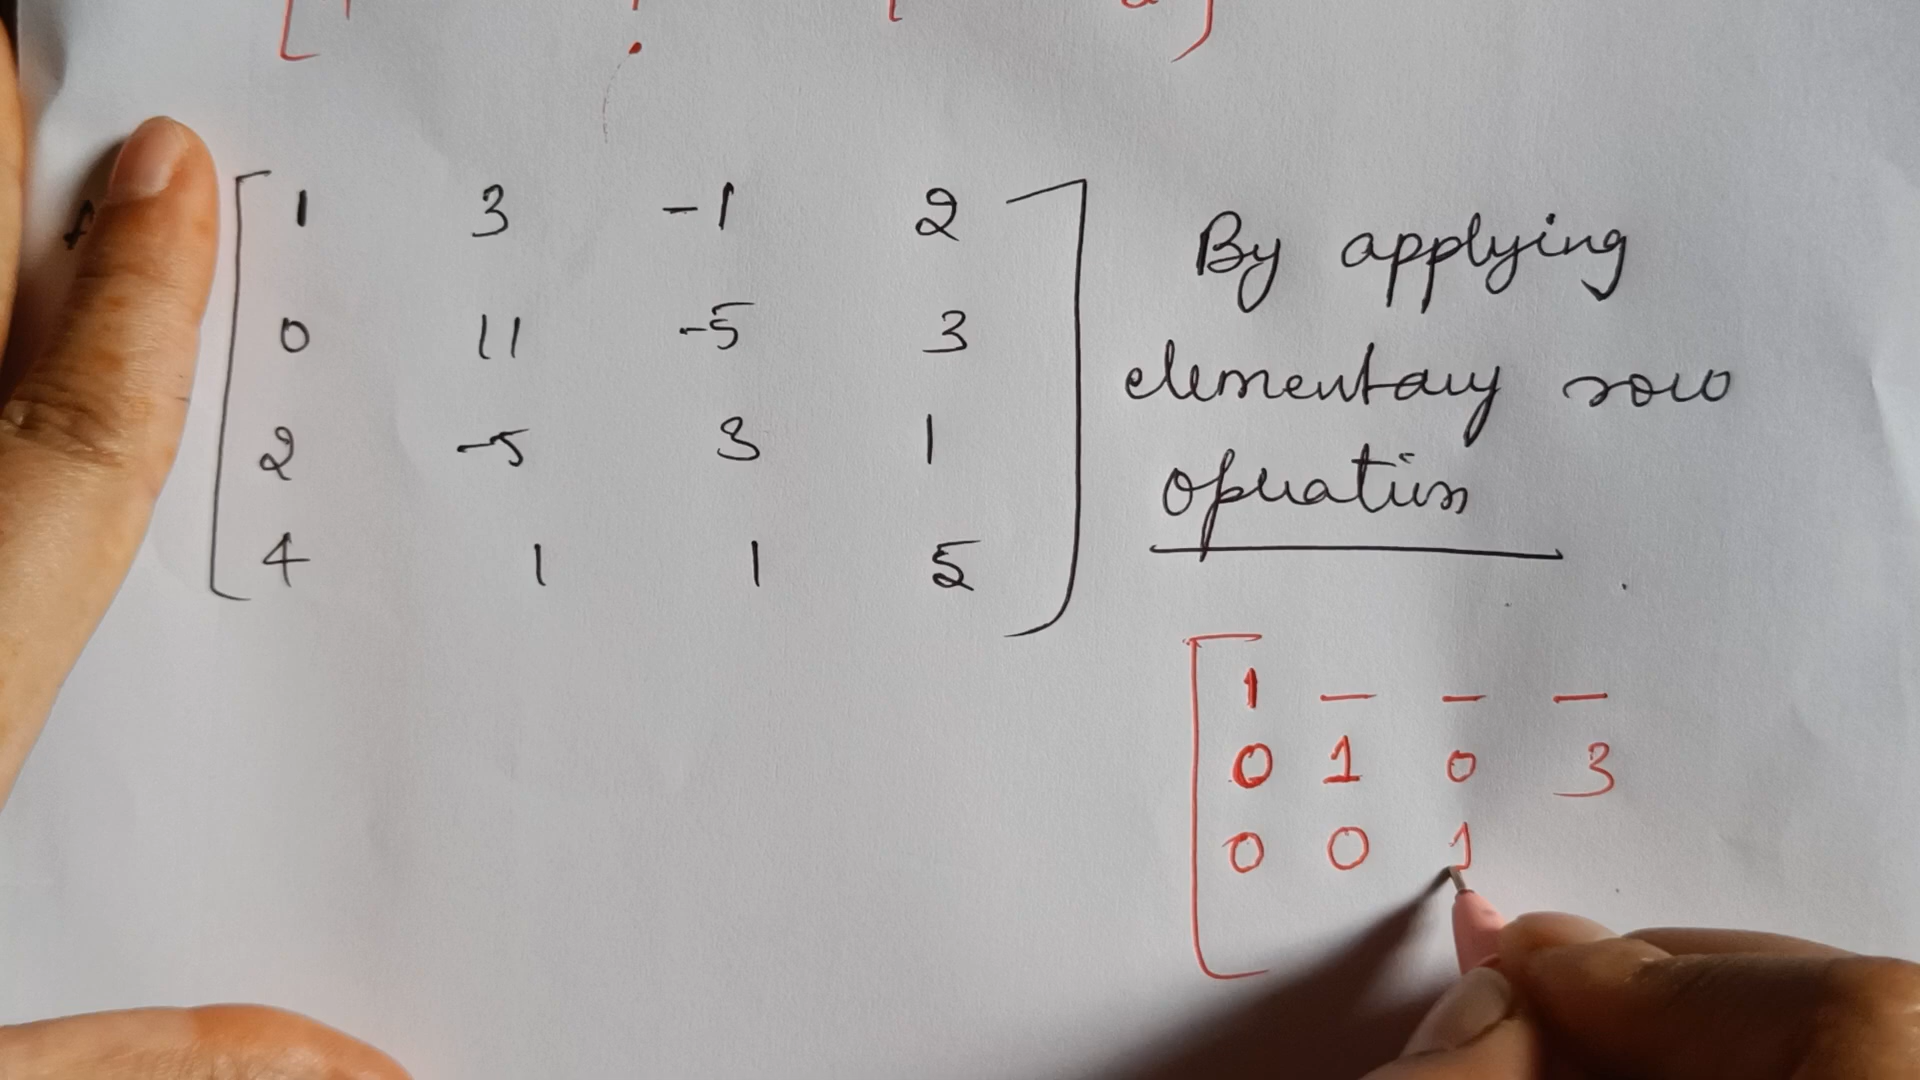 1 3 -1 2
0 11 -5 3
2 -5 3 1
4 1 1 5
By applying
elementary row
operation
1 — — —
0 1 0 3
0 0 1